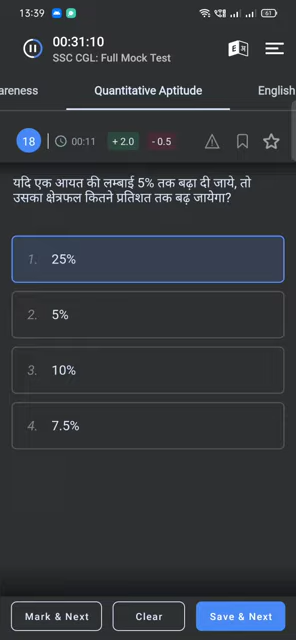 13:39
61
00:31:10
SSC CGL: Full Mock Test
areness
Quantitative Aptitude
English
18
00:11
+ 2.0
- 0.5
यदि एक आयत की लम्बाई 5% तक बढ़ा दी जाये, तो
उसका क्षेत्रफल कितने प्रतिशत तक बढ़ जायेगा?
1. 25%
2. 5%
3. 10%
4. 7.5%
Mark & Next
Clear
Save & Next